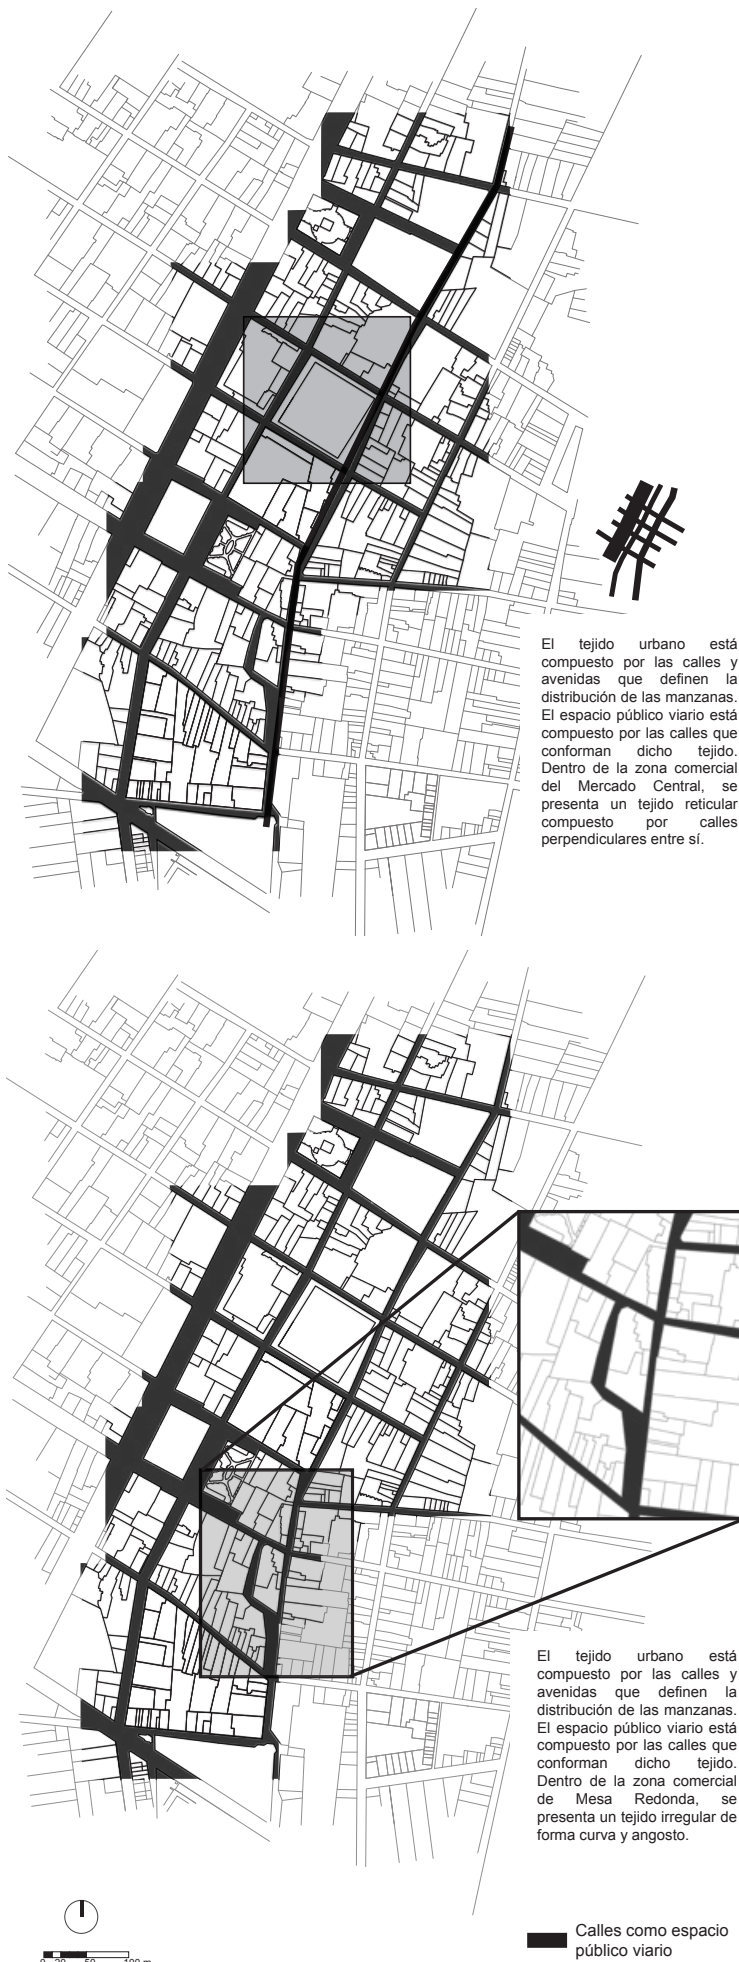 El tejido urbano está
compuesto por las calles y
avenidas que definen la
distribución de las manzanas.
El espacio público viario está
compuesto por las calles que
conforman dicho tejido.
Dentro de la zona comercial
del Mercado Central, se
presenta un tejido reticular
compuesto por calles
perpendiculares entre sí.
El tejido urbano está
compuesto por las calles y
avenidas que definen la
distribución de las manzanas.
El espacio público viario está
compuesto por las calles que
conforman dicho tejido.
Dentro de la zona comercial
de Mesa Redonda, se
presenta un tejido irregular de
forma curva y angosto.
Calles como espacio
público viario
0 20 50 100 m